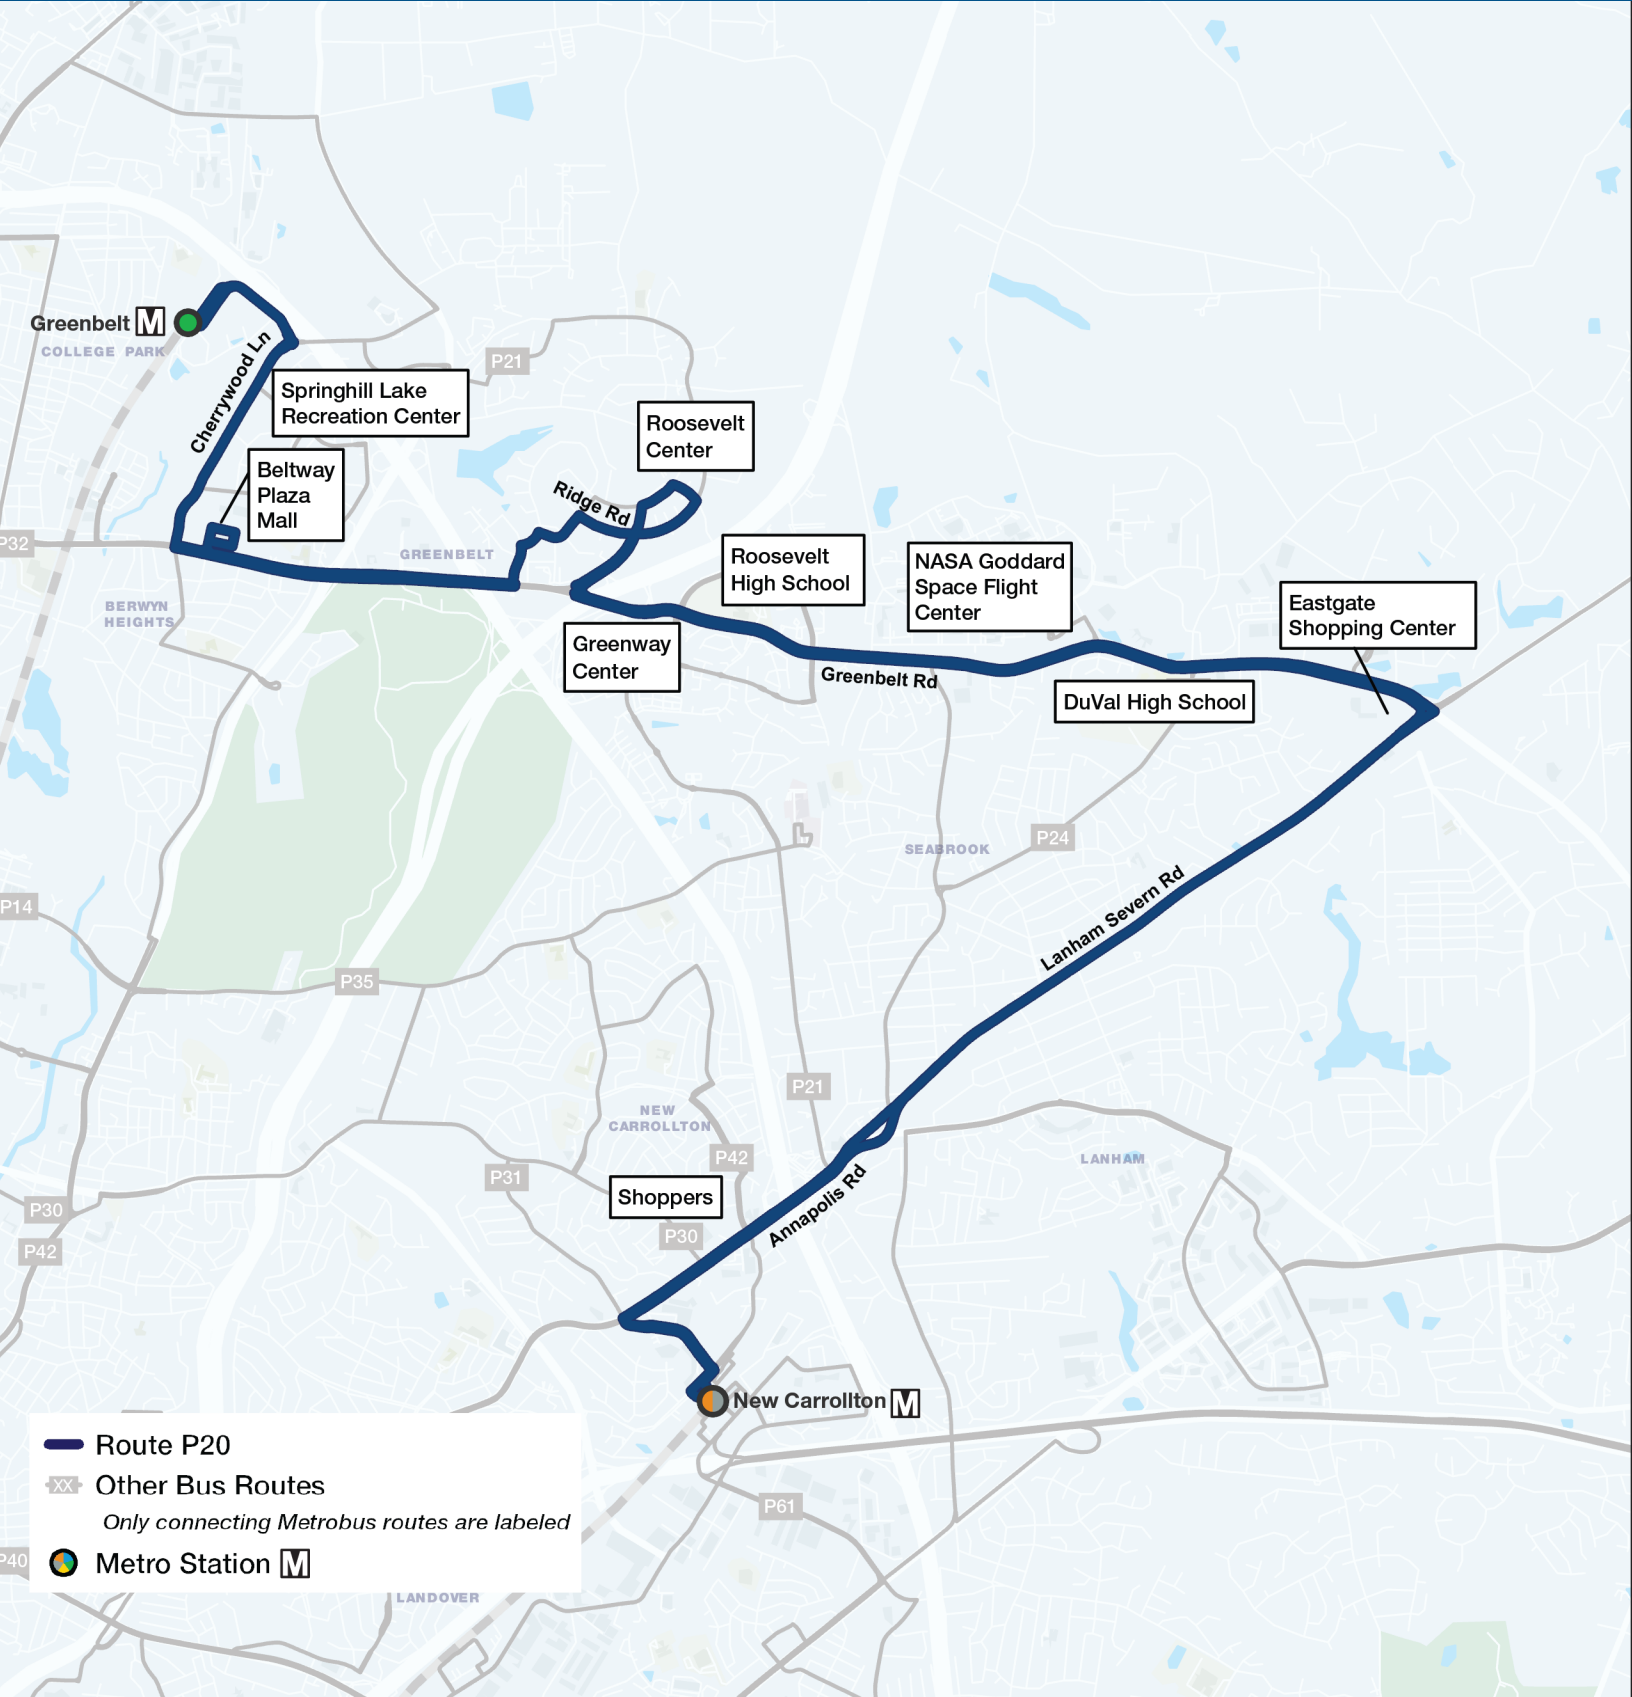 Greenbelt M
COLLEGE PARK
Cherrywood Ln
Springhill Lake
Recreation Center
Beltway
Plaza
Mall
P21
Roosevelt
Center
Ridge Rd
P32
GREENBELT
BERWYN
HEIGHTS
Roosevelt
High School
NASA Goddard
Space Flight
Center
Eastgate
Shopping Center
Greenway
Center
Greenbelt Rd
DuVal High School
P24
SEABROOK
P14
Lanham Severn Rd
P35
P21
NEW
CARROLLTON
P42
LANHAM
P31
Shoppers
Annapolis Rd
P30
P30
P42
New Carrollton M
Route P20
XX Other Bus Routes
Only connecting Metrobus routes are labeled
Metro Station M
P61
P40
LANDOVER